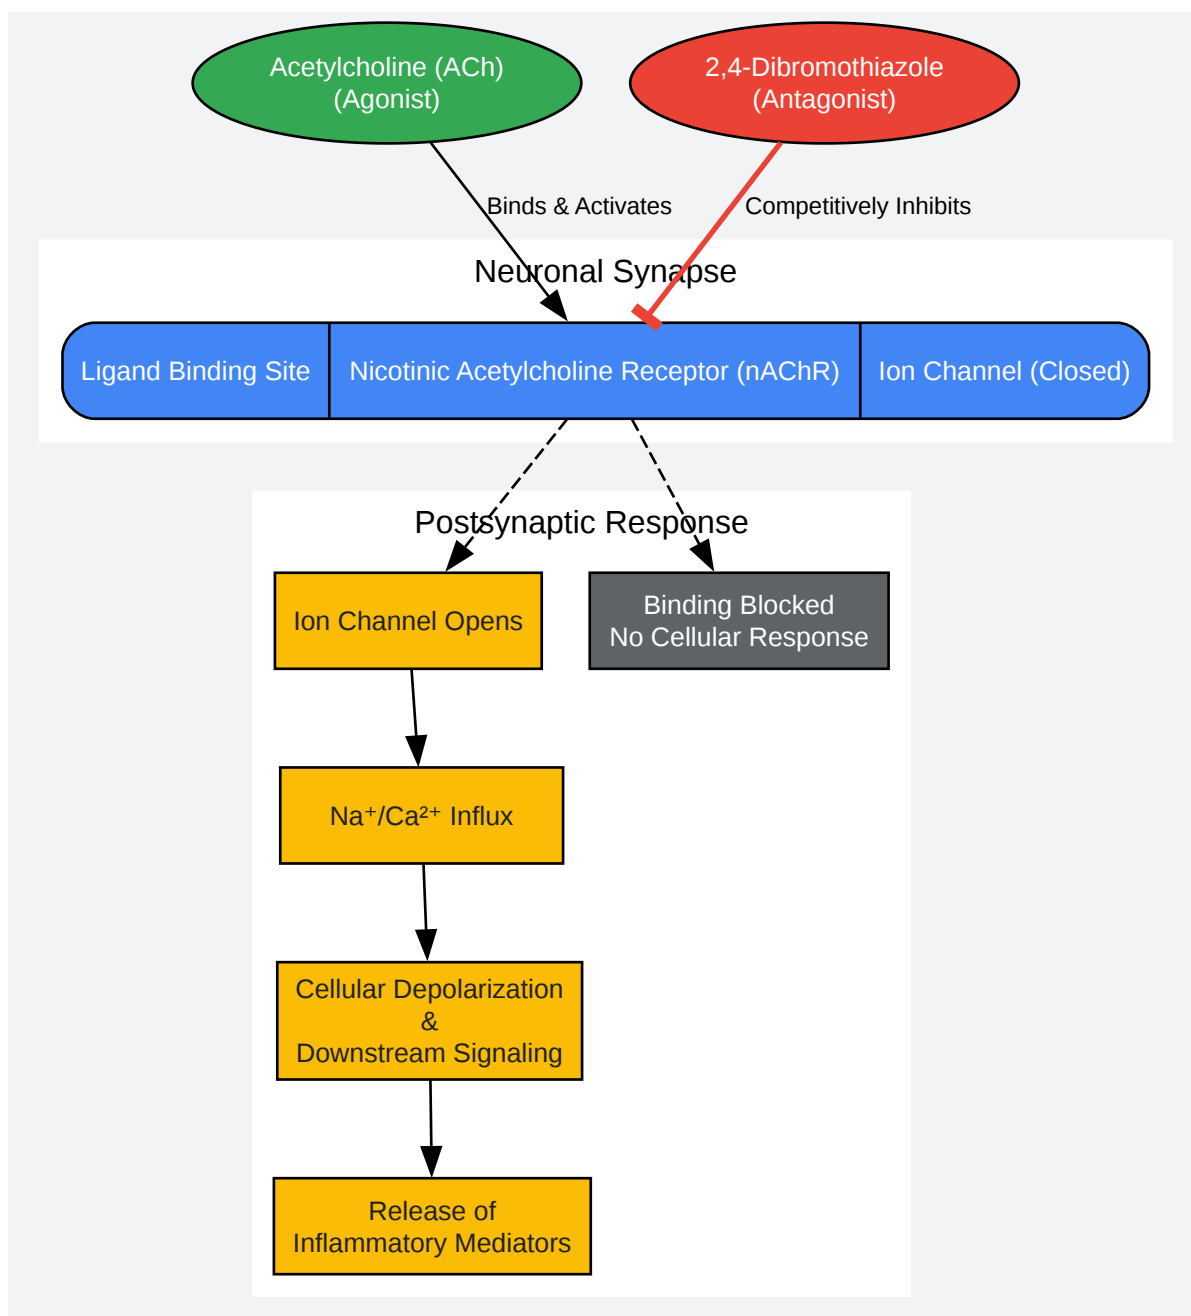 Acetylcholine (ACh)
(Agonist)
2,4-Dibromothiazole
(Antagonist)
Binds & Activates
Competitively Inhibits
Neuronal Synapse
Ligand Binding Site
Nicotinic Acetylcholine Receptor (nAChR)
Ion Channel (Closed)
Postsynaptic Response
Ion Channel Opens
Binding Blocked
No Cellular Response
Na⁺/Ca²⁺ Influx
Cellular Depolarization
&
Downstream Signaling
Release of
Inflammatory Mediators